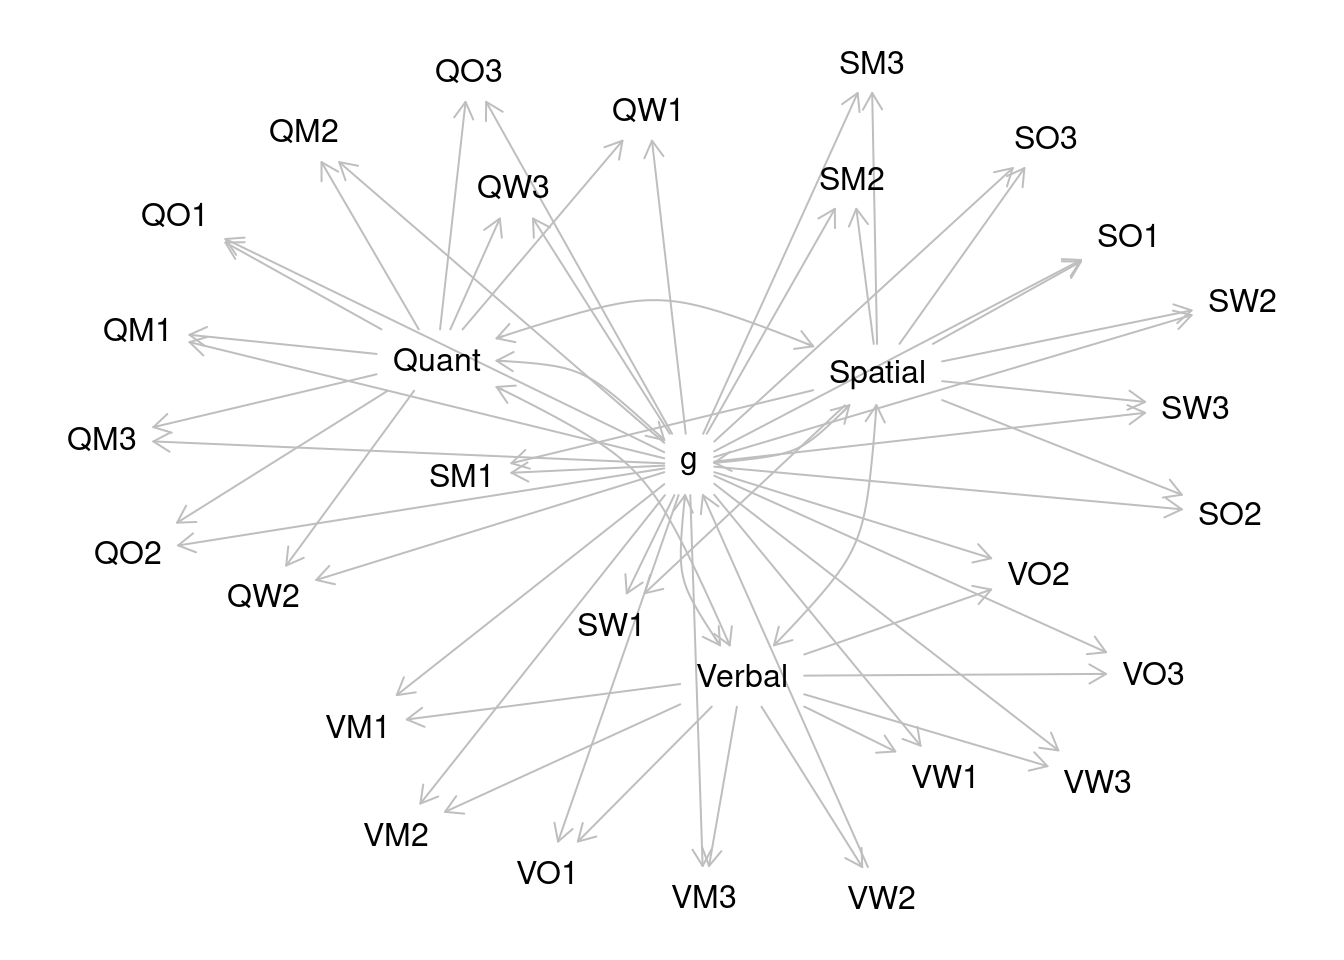 SM3
QO3
QW1
QM2
SO3
SM2
QW3
QO1
SO1
SW2
QM1
Quant
Spatial
SW3
QM3
g
SM1
SO2
QO2
VO2
QW2
SW1
VO3
Verbal
VM1
VW1
VW3
VM2
VO1
VM3
VW2